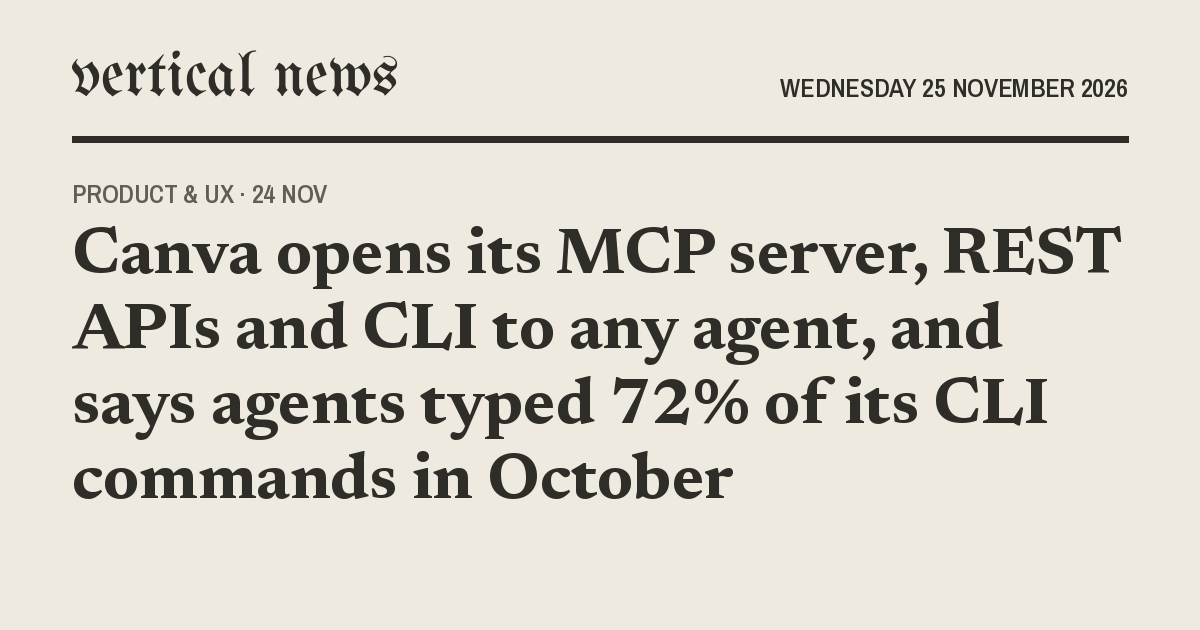 vertical news
WEDNESDAY 25 NOVEMBER 2026
PRODUCT & UX · 24 NOV
Canva opens its MCP server, REST
APIs and CLI to any agent, and
says agents typed 72% of its CLI
commands in October